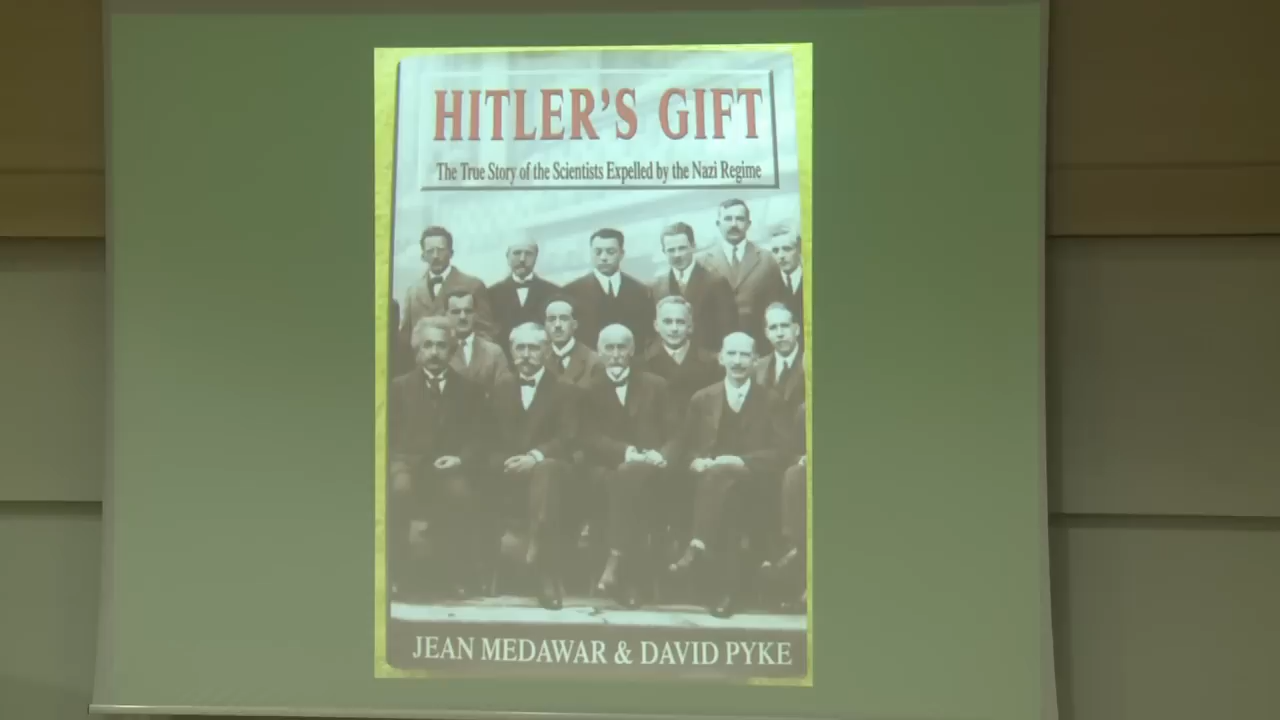 HITLER'S GIFT
The True Story of the Scientists Expelled by the Nazi Regime
JEAN MEDAWAR & DAVID PYKE